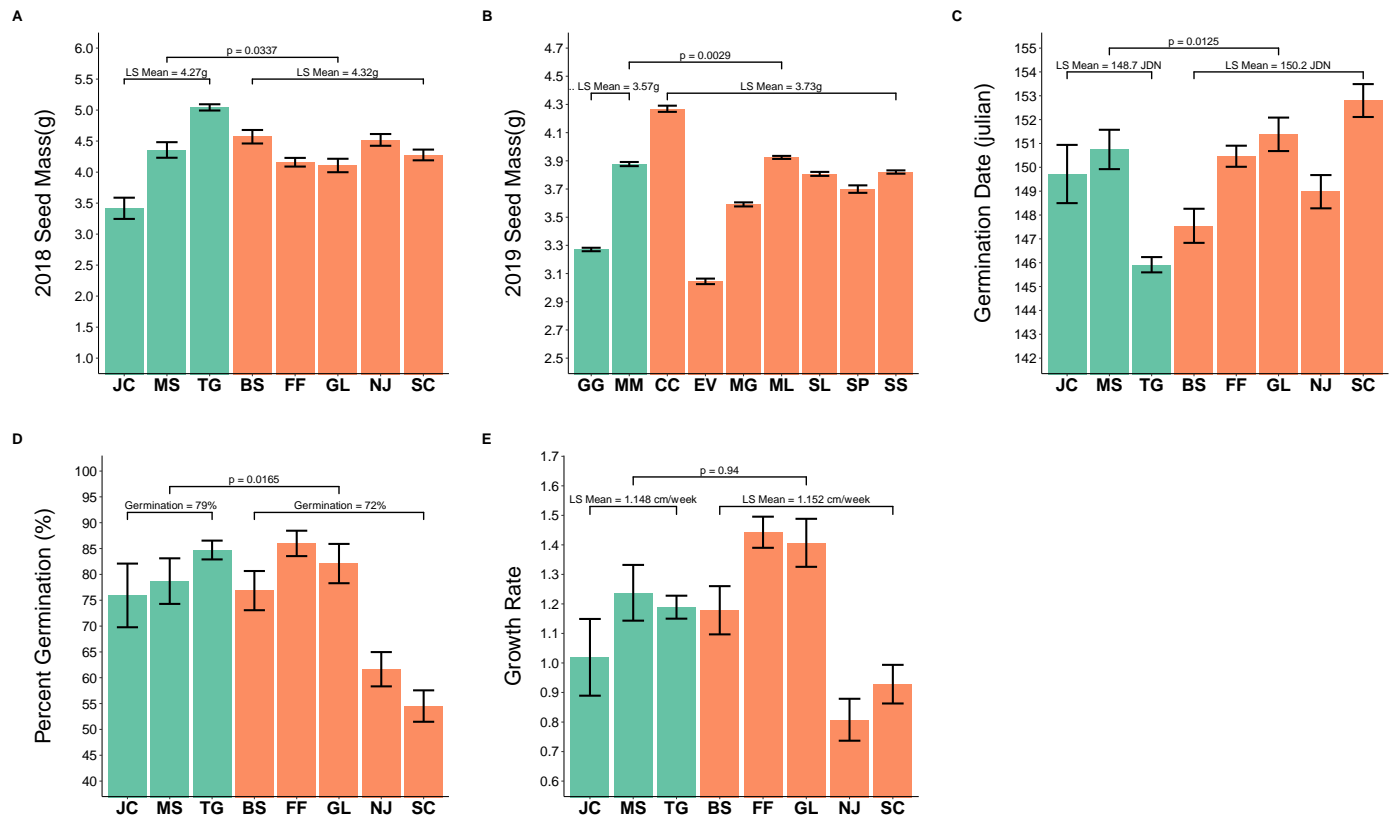 A
2018 Seed Mass(g)
6.0
5.5
5.0
4.5
4.0
3.5
3.0
2.5
2.0
1.5
1.0
p = 0.0337
LS Mean = 4.27g
LS Mean = 4.32g
JC MS TG BS FF GL NJ SC
B
2019 Seed Mass(g)
4.7
4.5
4.3
4.1
3.9
3.7
3.5
3.3
3.1
2.9
2.7
2.5
p = 0.0029
.. LS Mean = 3.57g
LS Mean = 3.73g
GG MM CC EV MG ML SL SP SS
C
Germination Date (julian)
155
154
153
152
151
150
149
148
147
146
145
144
143
142
p = 0.0125
LS Mean = 148.7 JDN
LS Mean = 150.2 JDN
JC MS TG BS FF GL NJ SC
D
Percent Germination (%)
100
95
90
85
80
75
70
65
60
55
50
45
40
p = 0.0165
Germination = 79%
Germination = 72%
JC MS TG BS FF GL NJ SC
E
Growth Rate
1.7
1.6
1.5
1.4
1.3
1.2
1.1
1.0
0.9
0.8
0.7
0.6
p = 0.94
LS Mean = 1.148 cm/week
LS Mean = 1.152 cm/week
JC MS TG BS FF GL NJ SC